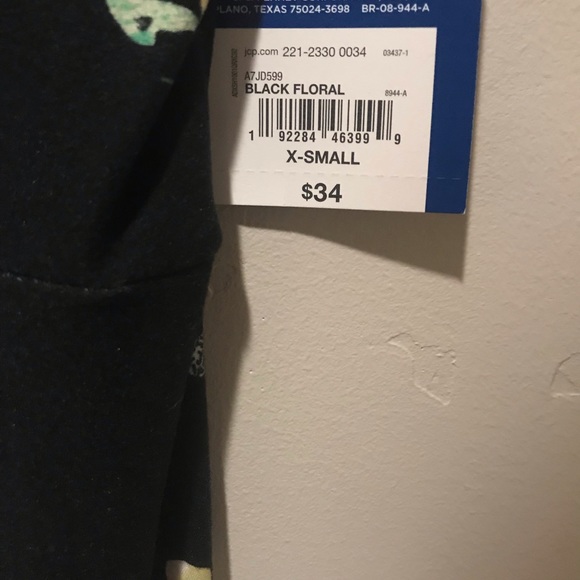 LANO, TEXAS 75024-3698 BR-08-944-A
jcp.com 221-2330 0034 03437-1
A7JD599
BLACK FLORAL 8944-A
1 92284 46399 9
X-SMALL
$34